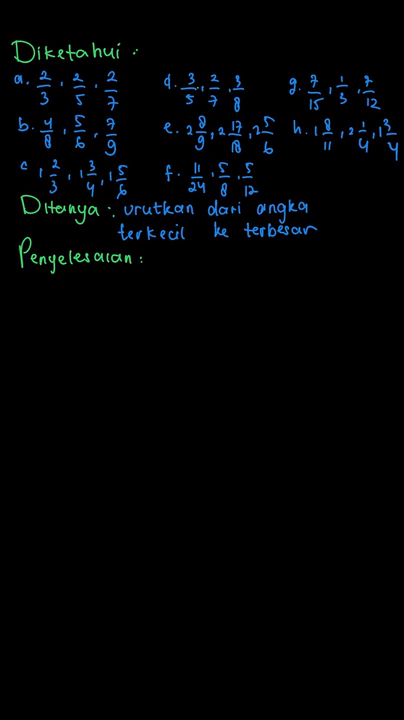 Diketahui :
a. 2/3, 2/5, 2/7 d. 3/5, 2/7, 3/8 g. 7/15, 1/3, 7/12
b. 4/8, 5/6, 7/9 e. 2 8/9, 2 17/18, 2 5/6 h. 1 8/11, 2 1/4, 1 3/4
c 1 2/3, 1 3/4, 1 5/6 f. 11/24, 5/8, 5/12
Ditanya : urutkan dari angka
terkecil ke terbesar
Penyelesaian :